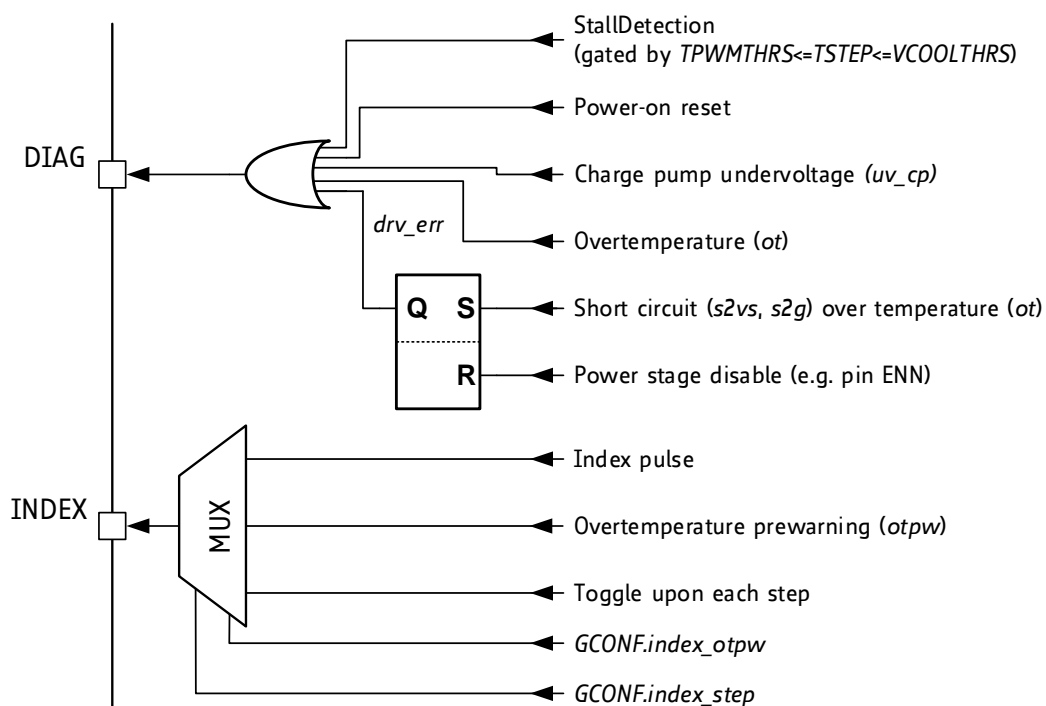 StallDetection
(gated by TPWMTHRS<=TSTEP<=VCOOLTHRS)
Power-on reset
DIAG
Charge pump undervoltage (uv_cp)
drv_err
Overtemperature (ot)
Q S
Short circuit (s2vs, s2g) over temperature (ot)
R
Power stage disable (e.g. pin ENN)
Index pulse
INDEX
MUX
Overtemperature prewarning (otpw)
Toggle upon each step
GCONF.index_otpw
GCONF.index_step